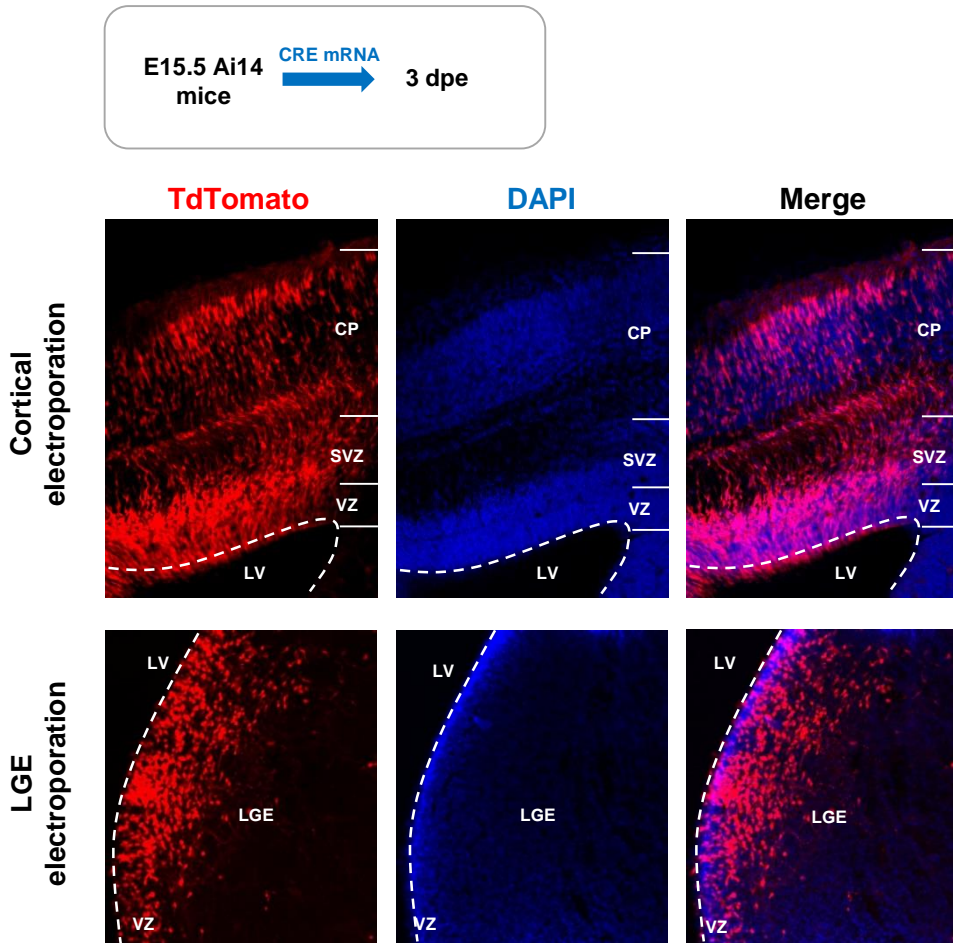 CRE mRNA
E15.5 Ai14
mice
3 dpe
TdTomato
DAPI
Merge
Cortical
electroporation
CP
SVZ
VZ
LV
CP
SVZ
VZ
LV
CP
SVZ
VZ
LV
LGE
electroporation
LV
LGE
VZ
LV
LGE
VZ
LV
LGE
VZ